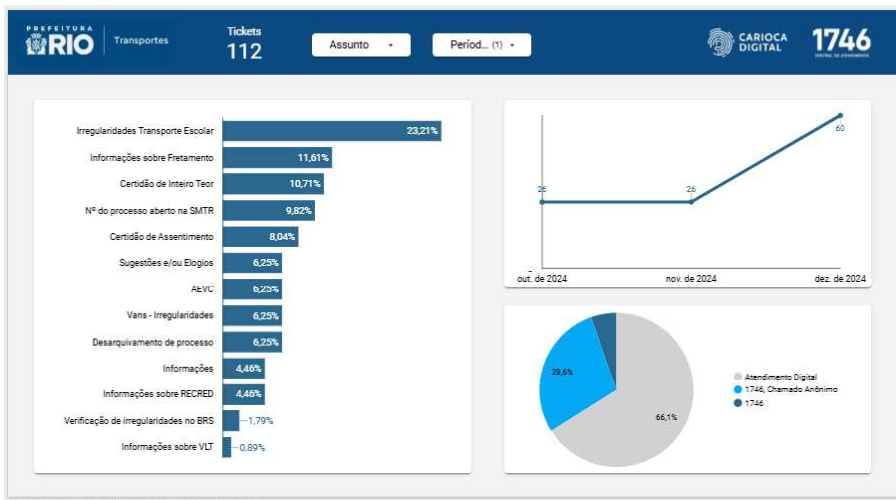 PREFEITURA
RIO
Transportes
Tickets
112
Assunto
Períod... (1)
CARIOCA
DIGITAL
1746
CENTRAL DE ATENDIMENTO
Irregularidades Transporte Escolar 23,21%
Informações sobre Fretamento 11,61%
Certidão de Inteiro Teor 10,71%
Nº do processo aberto na SMTR 9,82%
Certidão de Assentimento 8,04%
Sugestões e/ou Elogios 6,25%
AEVC 6,25%
Vans - Irregularidades 6,25%
Desarquivamento de processo 6,25%
Informações 4,46%
Informações sobre RECRED 4,46%
Verificação de irregularidades no BRS 1,79%
Informações sobre VLT 0,89%
26
26
60
out. de 2024
nov. de 2024
dez. de 2024
28,6%
66,1%
Atendimento Digital
1746, Chamado Anônimo
1746